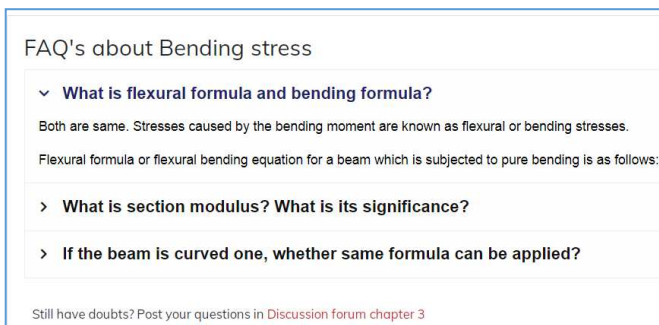 FAQ's about Bending stress
What is flexural formula and bending formula?
Both are same. Stresses caused by the bending moment are known as flexural or bending stresses.
Flexural formula or flexural bending equation for a beam which is subjected to pure bending is as follows:
What is section modulus? What is its significance?
If the beam is curved one, whether same formula can be applied?
Still have doubts? Post your questions in Discussion forum chapter 3